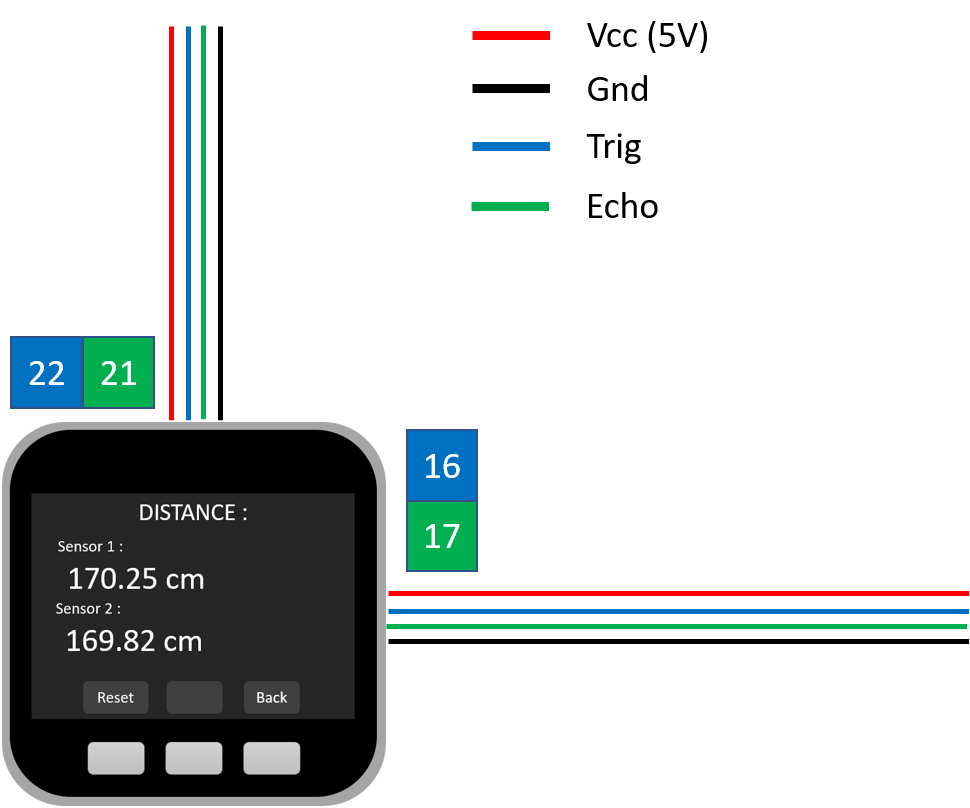 Vcc (5V)
Gnd
Trig
Echo
22 21
16
17
DISTANCE :
Sensor 1 :
170.25 cm
Sensor 2 :
169.82 cm
Reset Back